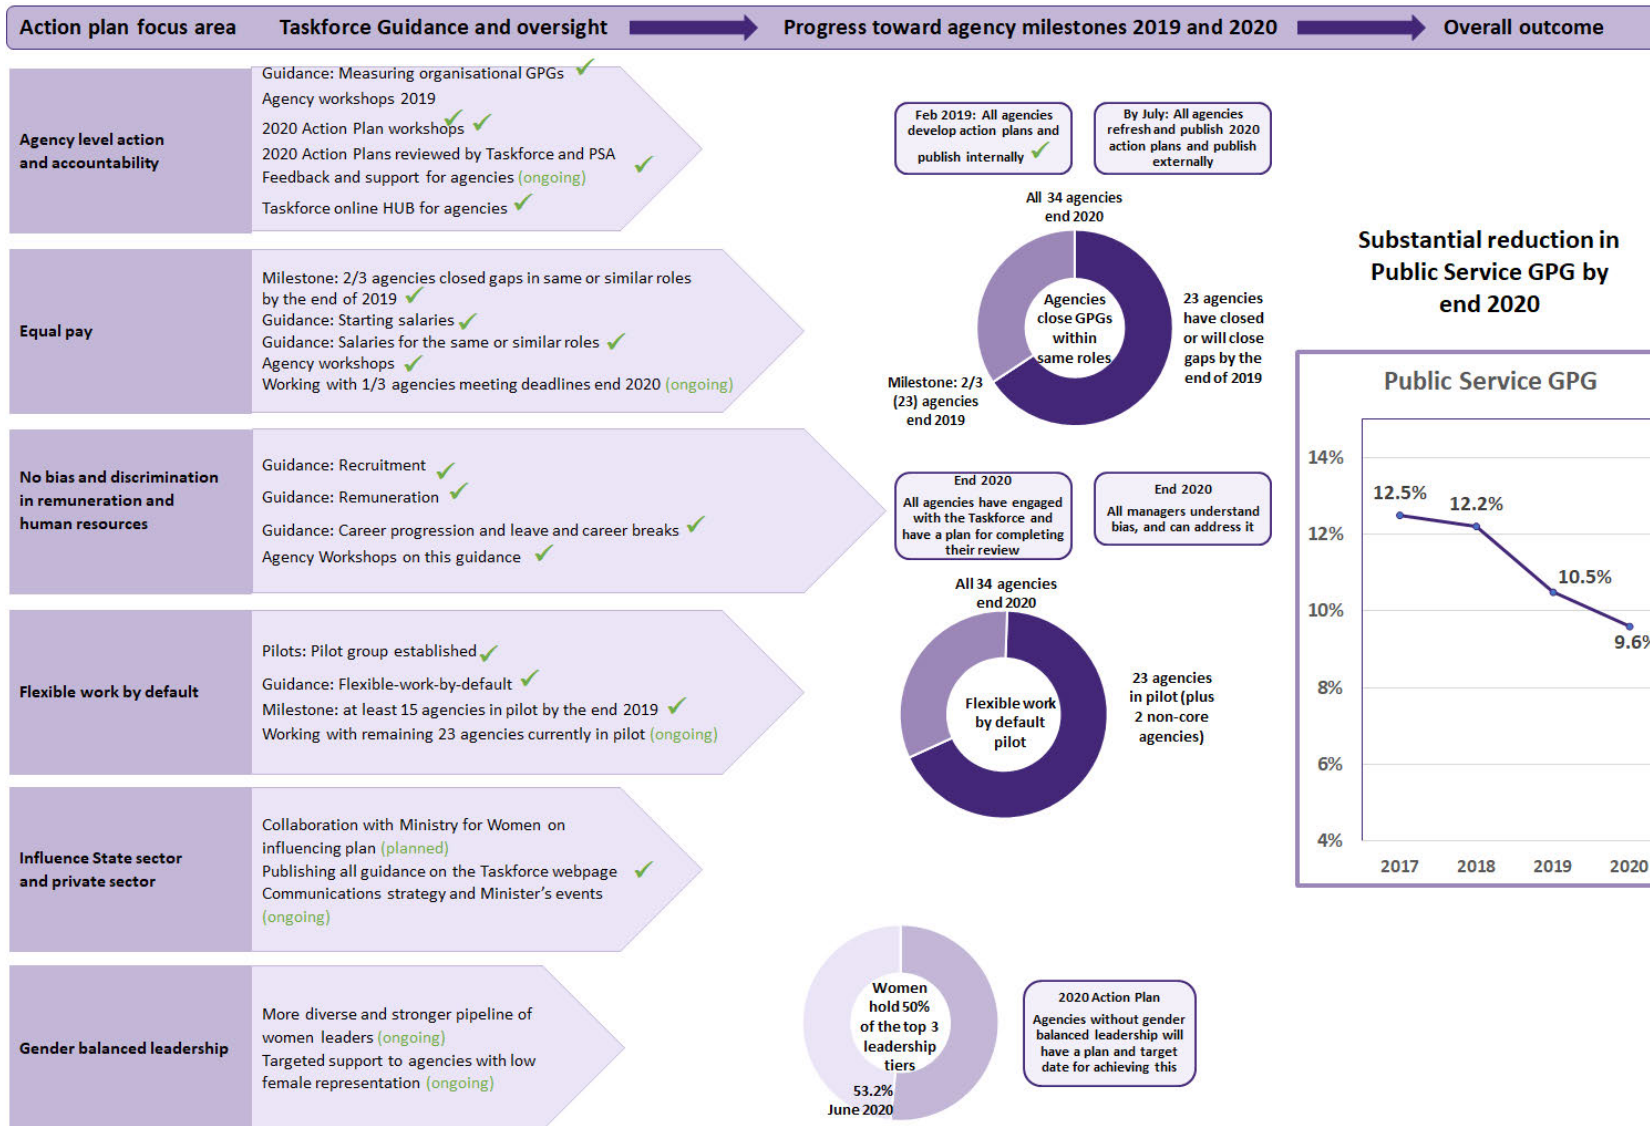 Action plan focus area
Taskforce Guidance and oversight
Progress toward agency milestones 2019 and 2020
Overall outcome
Agency level action
and accountability
Guidance: Measuring organisational GPGs ✓
Agency workshops 2019
✓
2020 Action Plan workshops ✓
2020 Action Plans reviewed by Taskforce and PSA
Feedback and support for agencies (ongoing) ✓
Taskforce online HUB for agencies ✓
Feb 2019: All agencies
develop action plans and
publish internally ✓
By July: All agencies
refresh and publish 2020
action plans and publish
externally
Equal pay
Milestone: 2/3 agencies closed gaps in same or similar roles
by the end of 2019 ✓
Guidance: Starting salaries ✓
Guidance: Salaries for the same or similar roles ✓
Agency workshops ✓
Working with 1/3 agencies meeting deadlines end 2020 (ongoing)
All 34 agencies
end 2020
Agencies
close GPGs
within
same roles
23 agencies
have closed
or will close
gaps by the
end of 2019
Milestone: 2/3
(23) agencies
end 2019
No bias and discrimination
in remuneration and
human resources
Guidance: Recruitment ✓
Guidance: Remuneration ✓
Guidance: Career progression and leave and career breaks ✓
Agency Workshops on this guidance ✓
End 2020
All agencies have engaged
with the Taskforce and
have a plan for completing
their review
End 2020
All managers understand
bias, and can address it
Flexible work by default
Pilots: Pilot group established ✓
Guidance: Flexible-work-by-default ✓
Milestone: at least 15 agencies in pilot by the end 2019 ✓
Working with remaining 23 agencies currently in pilot (ongoing)
All 34 agencies
end 2020
Flexible work
by default
pilot
23 agencies
in pilot (plus
2 non-core
agencies)
Influence State sector
and private sector
Collaboration with Ministry for Women on
influencing plan (planned)
Publishing all guidance on the Taskforce webpage ✓
Communications strategy and Minister’s events
(ongoing)
Gender balanced leadership
More diverse and stronger pipeline of
women leaders (ongoing)
Targeted support to agencies with low
female representation (ongoing)
Women
hold 50%
of the top 3
leadership
tiers
53.2%
June 2020
2020 Action Plan
Agencies without gender
balanced leadership will
have a plan and target
date for achieving this
Substantial reduction in
Public Service GPG by
end 2020
Public Service GPG
14%
12%
10%
8%
6%
4%
12.5%
12.2%
10.5%
9.6%
2017 2018 2019 2020